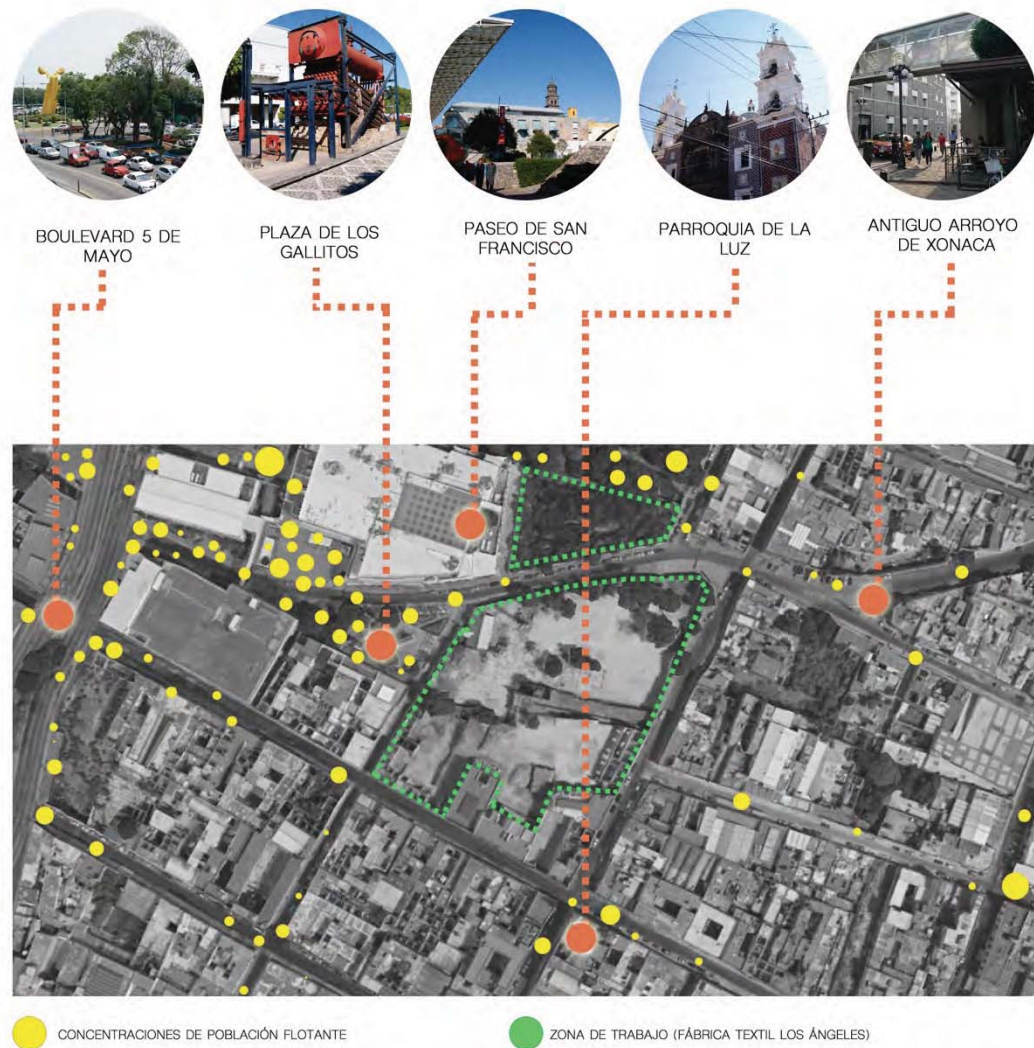 BOULEVARD 5 DE
MAYO
PLAZA DE LOS
GALLITOS
PASEO DE SAN
FRANCISCO
PARROQUIA DE LA
LUZ
ANTIGUO ARROYO
DE XONACA
CONCENTRACIONES DE POBLACIÓN FLOTANTE
ZONA DE TRABAJO (FÁBRICA TEXTIL LOS ÁNGELES)